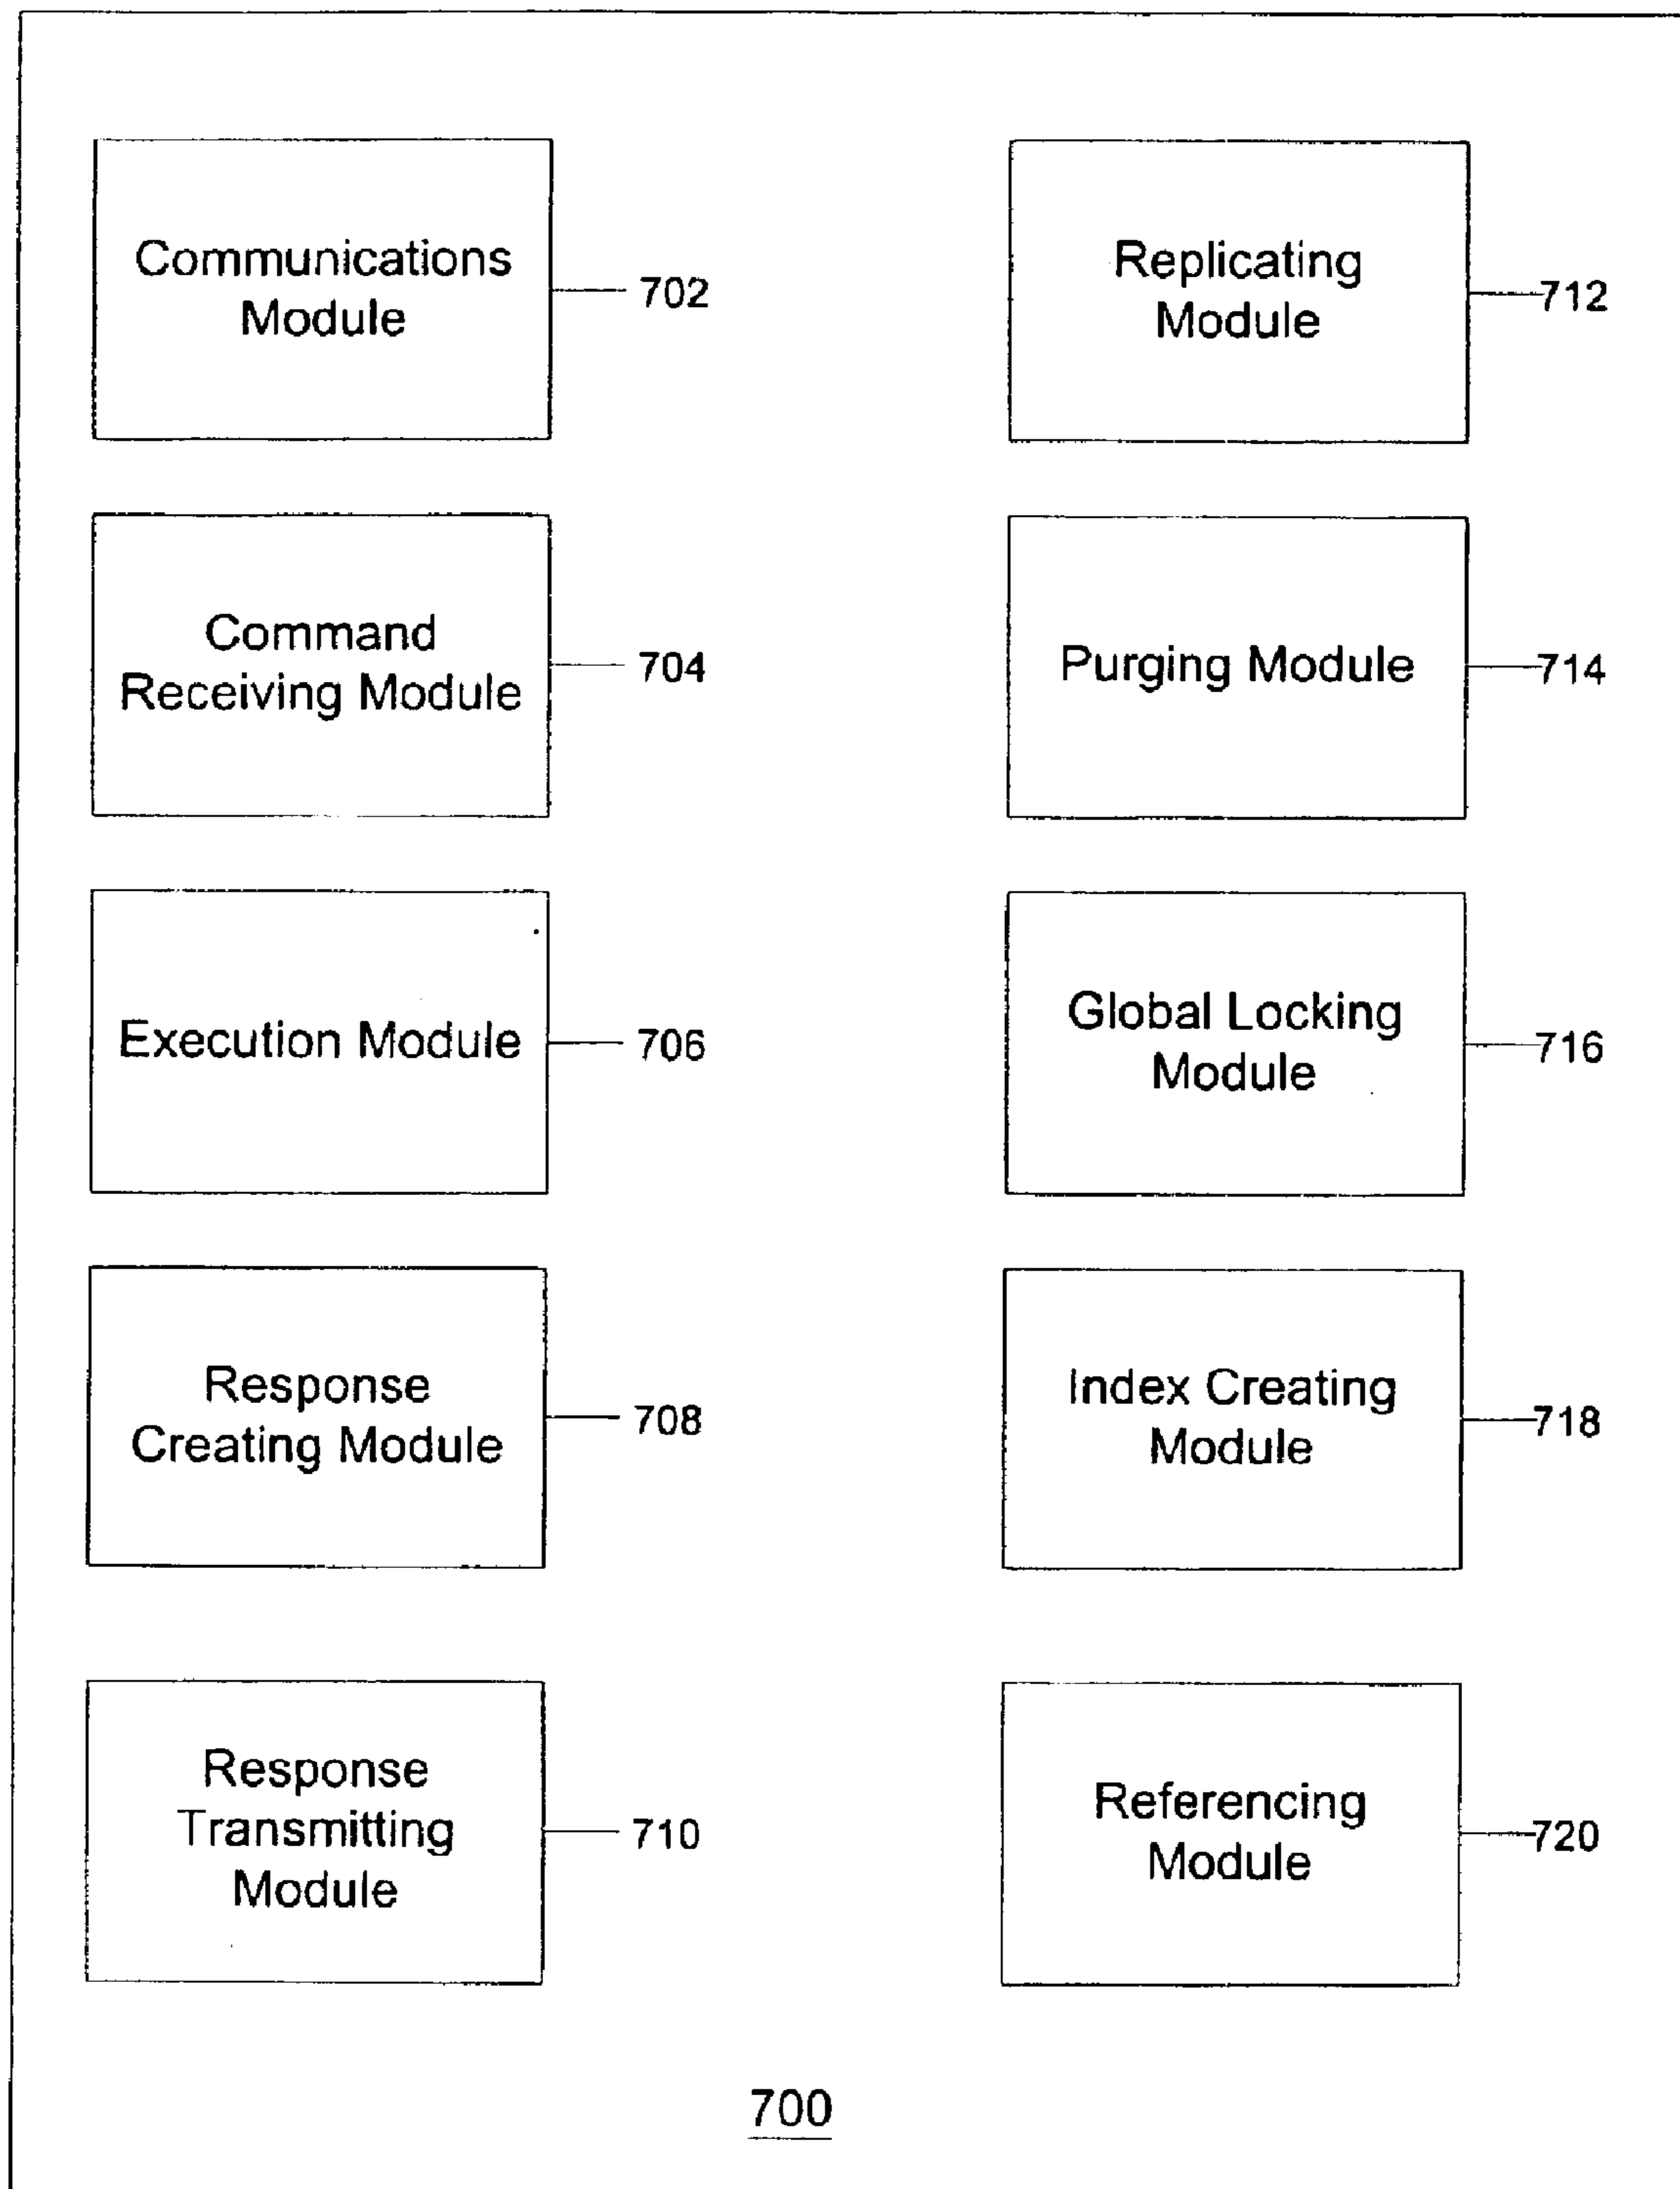 Communications
Module
702
Command
Receiving Module
704
Execution Module
706
Response
Creating Module
708
Response
Transmitting
Module
710
Replicating
Module
712
Purging Module
714
Global Locking
Module
716
Index Creating
Module
718
Referencing
Module
720
700